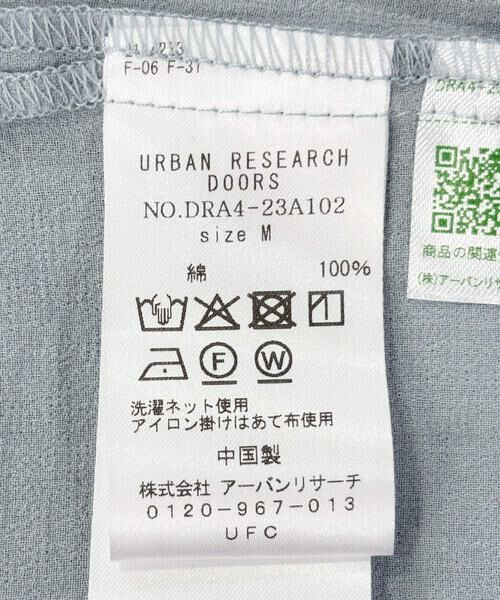 F-06 F-31
URBAN RESEARCH
DOORS
NO.DRA4-23A102
size M
綿 100%
F W
洗濯ネット使用
アイロン掛けはあて布使用
中国製
株式会社 アーバンリサーチ
0120-967-013
UFC
DRA4-23
商品の関連
(株)アーバンリサ